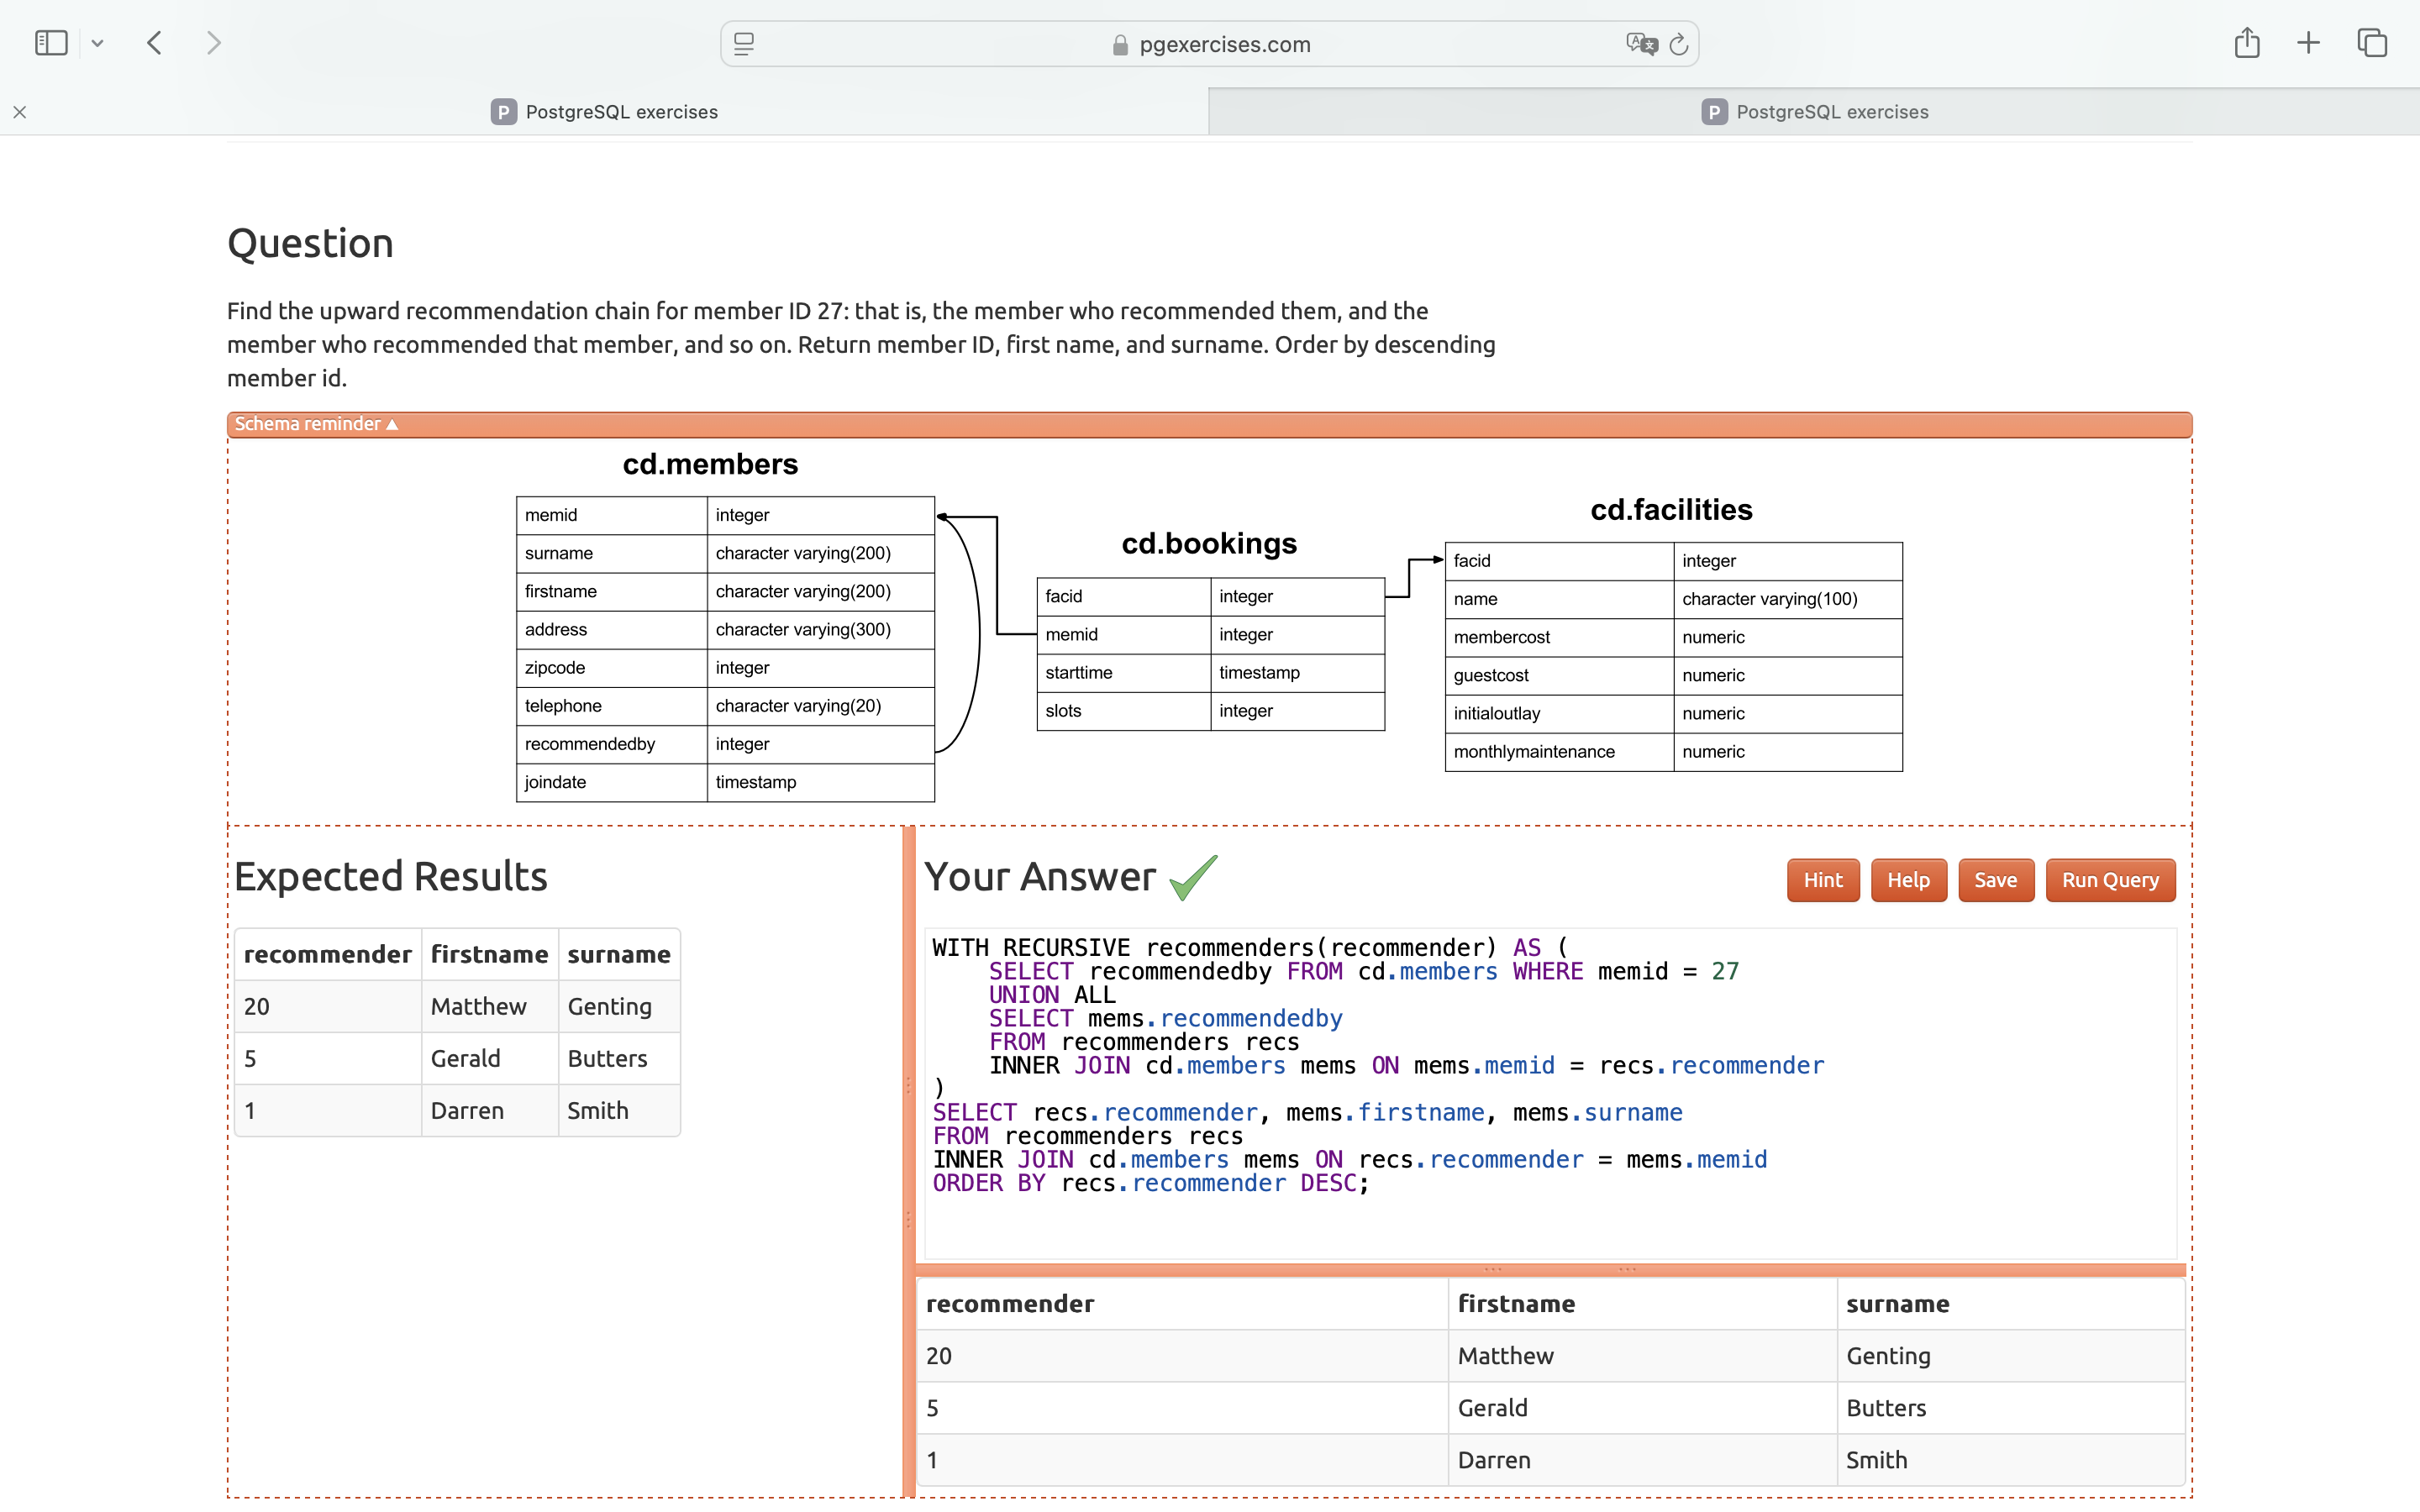 pgexercises.com
PostgreSQL exercises
PostgreSQL exercises
Question
Find the upward recommendation chain for member ID 27: that is, the member who recommended them, and the
member who recommended that member, and so on. Return member ID, first name, and surname. Order by descending
member id.
Schema reminder ▲
cd.members
memid integer
surname character varying(200)
firstname character varying(200)
address character varying(300)
zipcode integer
telephone character varying(20)
recommendedby integer
joindate timestamp
cd.bookings
facid integer
memid integer
starttime timestamp
slots integer
cd.facilities
facid integer
name character varying(100)
membercost numeric
guestcost numeric
initialoutlay numeric
monthlymaintenance numeric
Expected Results
recommender firstname surname
20 Matthew Genting
5 Gerald Butters
1 Darren Smith
Your Answer
Hint Help Save Run Query
WITH RECURSIVE recommenders(recommender) AS (
    SELECT recommendedby FROM cd.members WHERE memid = 27
    UNION ALL
    SELECT mems.recommendedby
    FROM recommenders recs
    INNER JOIN cd.members mems ON mems.memid = recs.recommender
)
SELECT recs.recommender, mems.firstname, mems.surname
FROM recommenders recs
INNER JOIN cd.members mems ON recs.recommender = mems.memid
ORDER BY recs.recommender DESC;
recommender firstname surname
20 Matthew Genting
5 Gerald Butters
1 Darren Smith